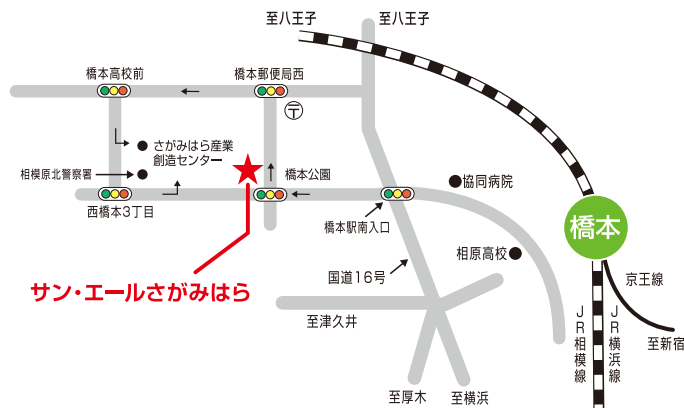 至八王子
至八王子
橋本高校前
橋本郵便局西
〒
さがみはら産業
創造センター
相模原北警察署
橋本公園
西橋本3丁目
協同病院
橋本駅南入口
橋本
相原高校
サン・エールさがみはら
国道16号
京王線
至津久井
JR相模線
JR横浜線
至新宿
至厚木
至横浜